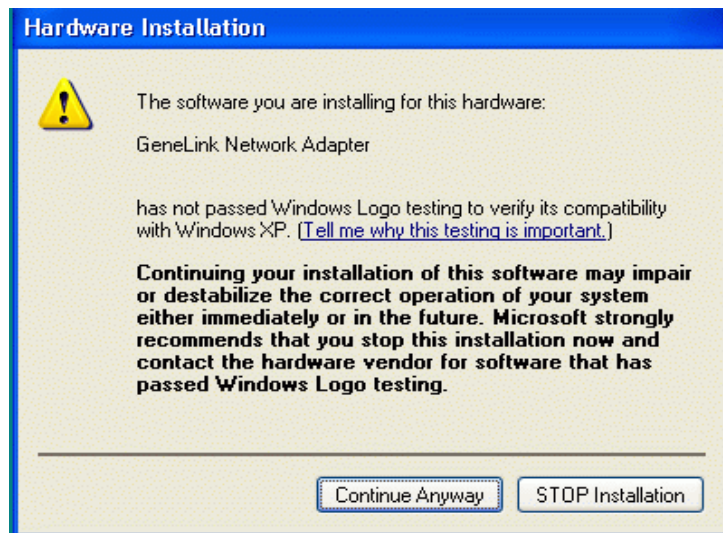 Hardware Installation
The software you are installing for this hardware:
GeneLink Network Adapter
has not passed Windows Logo testing to verify its compatibility
with Windows XP. (Tell me why this testing is important.)
Continuing your installation of this software may impair
or destabilize the correct operation of your system
either immediately or in the future. Microsoft strongly
recommends that you stop this installation now and
contact the hardware vendor for software that has
passed Windows Logo testing.
Continue Anyway
STOP Installation